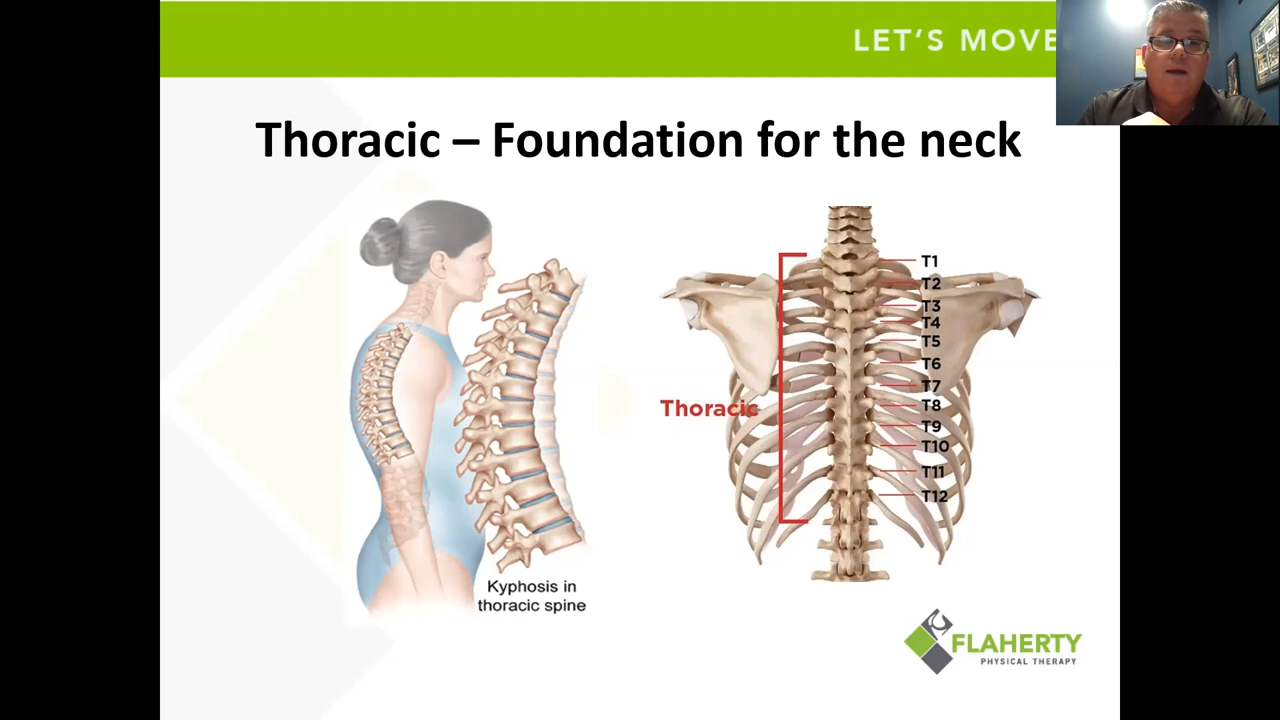 LET'S MOVE
Thoracic – Foundation for the neck
Kyphosis in
thoracic spine
Thoracic
T1
T2
T3
T4
T5
T6
T7
T8
T9
T10
T11
T12
FLAHERTY
PHYSICAL THERAPY